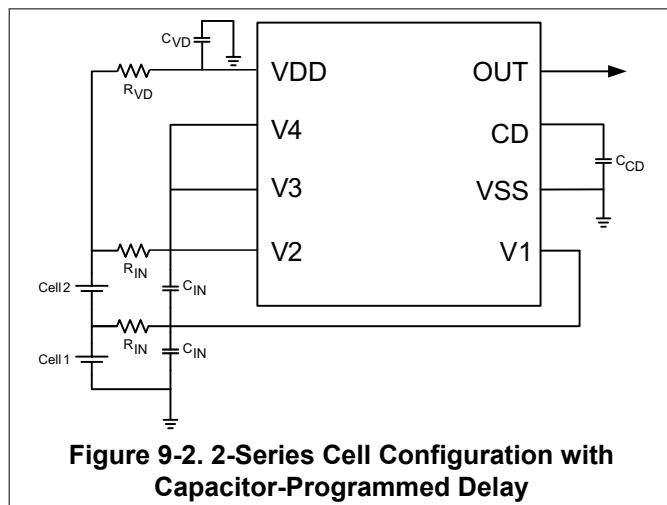 CVD
RVD
VDD
OUT
V4
CD
CCD
V3
VSS
V2
V1
RIN
CIN
Cell 2
RIN
CIN
Cell 1
Figure 9-2. 2-Series Cell Configuration with
Capacitor-Programmed Delay